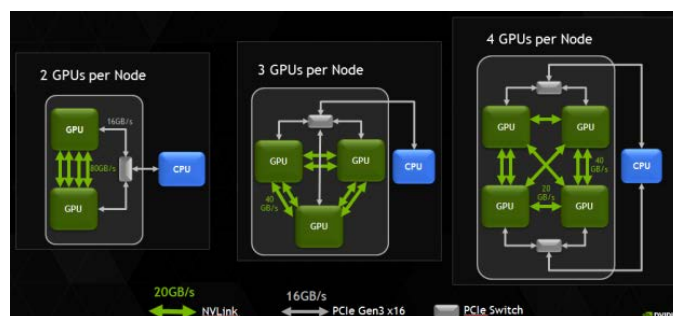 2 GPUs per Node
16GB/s
GPU
80GB/s
GPU
CPU
3 GPUs per Node
GPU
GPU
CPU
40
GB/s
GPU
4 GPUs per Node
GPU
GPU
40
GB/s
CPU
20
GB/s
GPU
GPU
20GB/s
NVLink
16GB/s
PCIe Gen3 x16
PCIe Switch